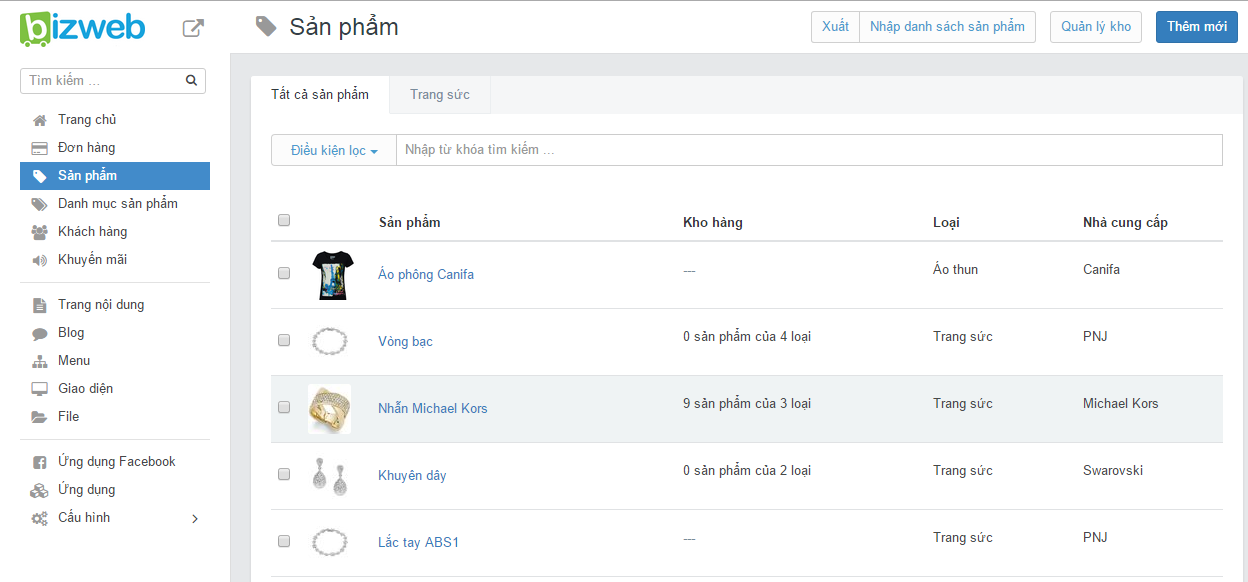 bizweb
Sản phẩm
Xuất
Nhập danh sách sản phẩm
Quản lý kho
Thêm mới
Tìm kiếm ...
Trang chủ
Đơn hàng
Sản phẩm
Danh mục sản phẩm
Khách hàng
Khuyến mãi
Trang nội dung
Blog
Menu
Giao diện
File
Ứng dụng Facebook
Ứng dụng
Cấu hình
Tất cả sản phẩm
Trang sức
Điều kiện lọc
Nhập từ khóa tìm kiếm ...
Sản phẩm Kho hàng Loại Nhà cung cấp
Áo phông Canifa --- Áo thun Canifa
Vòng bạc 0 sản phẩm của 4 loại Trang sức PNJ
Nhẫn Michael Kors 9 sản phẩm của 3 loại Trang sức Michael Kors
Khuyên dây 0 sản phẩm của 2 loại Trang sức Swarovski
Lắc tay ABS1 --- Trang sức PNJ